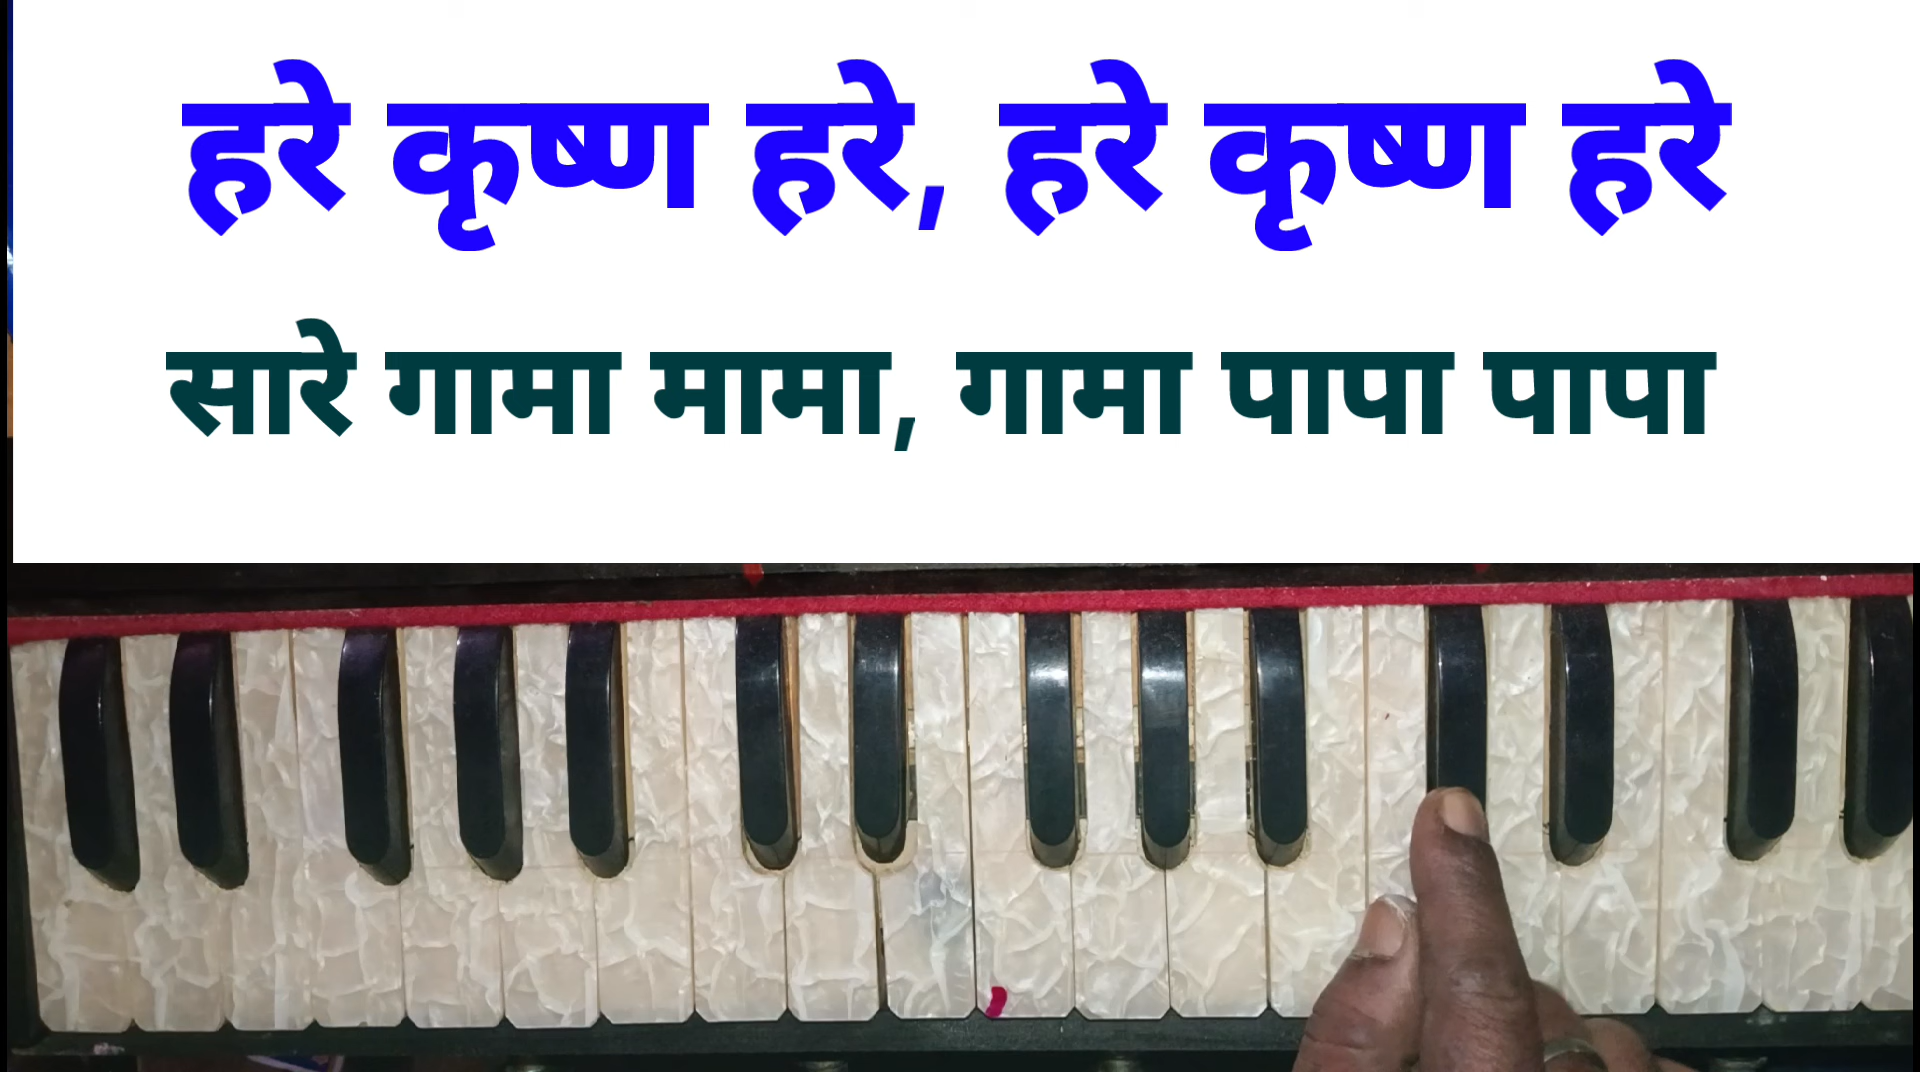 हरे कृष्ण हरे, हरे कृष्ण हरे
सारे गामा मामा, गामा पापा पापा